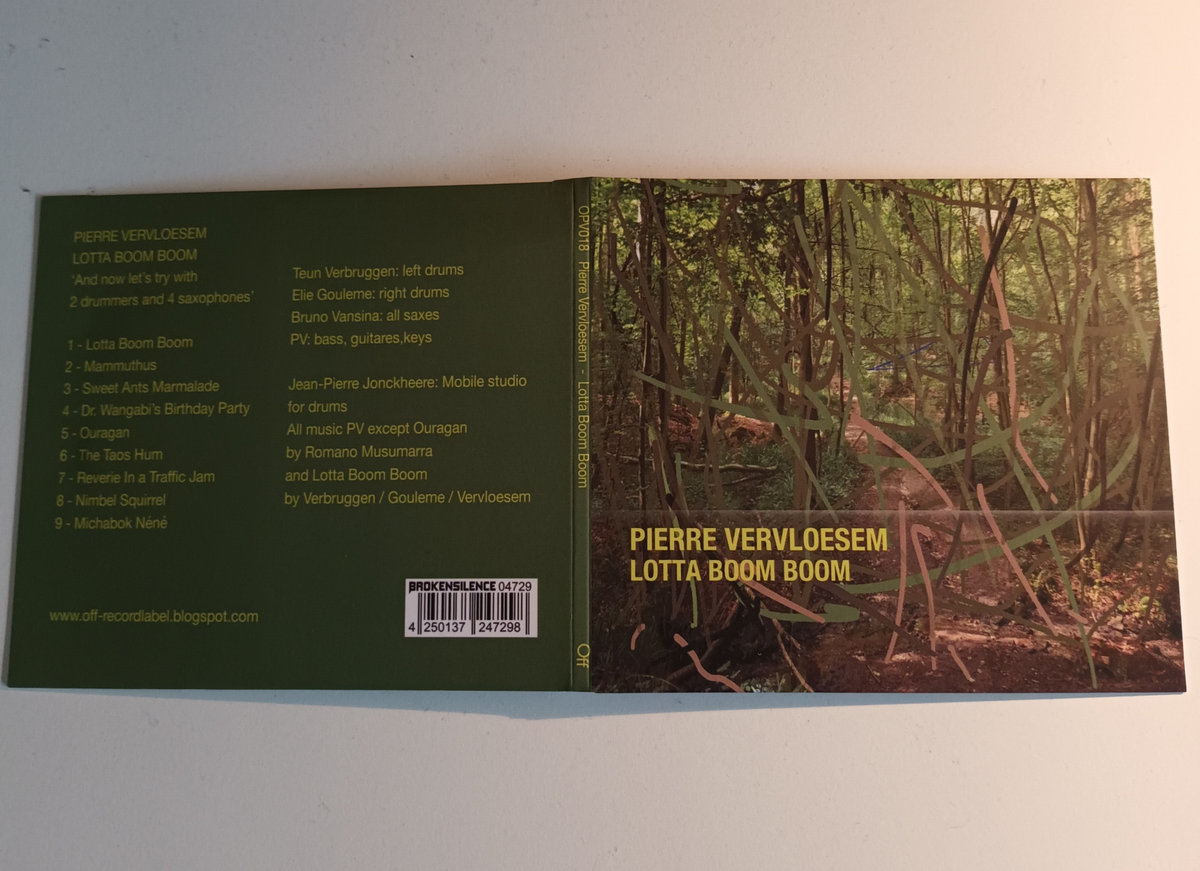 PIERRE VERVLOESEM
LOTTA BOOM BOOM
‘And now let’s try with
2 drummers and 4 saxophones’
1 - Lotta Boom Boom
2 - Mammuthus
3 - Sweet Ants Marmalade
4 - Dr. Wangabi’s Birthday Party
5 - Ouragan
6 - The Taos Hum
7 - Reverie In a Traffic Jam
8 - Nimbel Squirrel
9 - Michabok Néné
www.off-recordlabel.blogspot.com
Teun Verbruggen: left drums
Elie Gouleme: right drums
Bruno Vansina: all saxes
PV: bass, guitares,keys
Jean-Pierre Jonckheere: Mobile studio
for drums
All music PV except Ouragan
by Romano Musumarra
and Lotta Boom Boom
by Verbruggen / Gouleme / Vervloesem
BROKENSILENCE 04729
4 250137 247298
OPV018 Pierre Vervloesem - Lotta Boom Boom Off
PIERRE VERVLOESEM
LOTTA BOOM BOOM